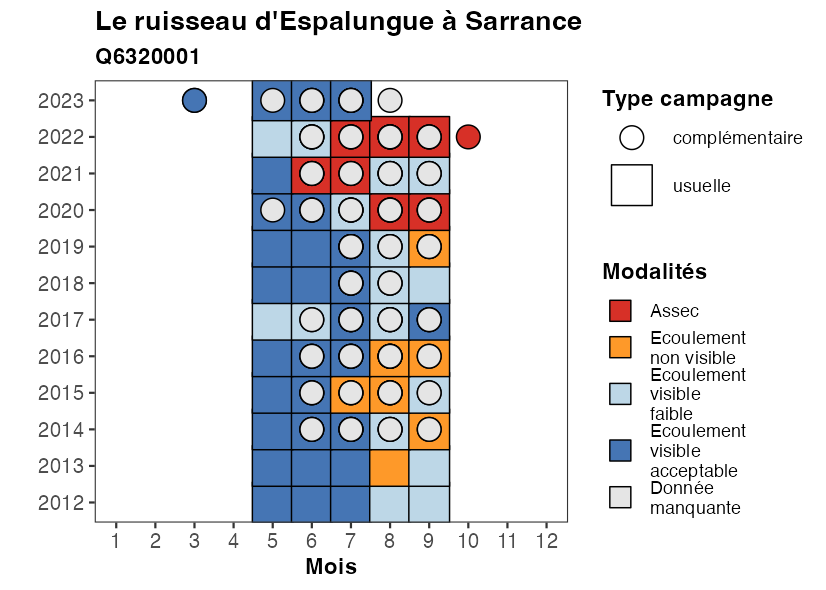 Le ruisseau d'Espalungue à Sarrance
Q6320001
2023
2022
2021
2020
2019
2018
2017
2016
2015
2014
2013
2012
1 2 3 4 5 6 7 8 9 10 11 12
Mois
Type campagne
complémentaire
usuelle
Modalités
Assec
Ecoulement
non visible
Ecoulement
visible
faible
Ecoulement
visible
acceptable
Donnée
manquante